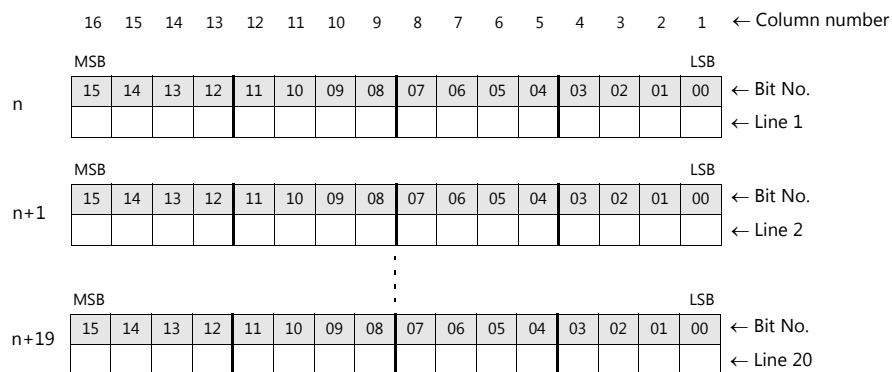 16 15 14 13 12 11 10 9 8 7 6 5 4 3 2 1 ← Column number
MSB LSB
15 14 13 12 11 10 09 08 07 06 05 04 03 02 01 00 ← Bit No.
n
← Line 1
MSB LSB
15 14 13 12 11 10 09 08 07 06 05 04 03 02 01 00 ← Bit No.
n+1
← Line 2
MSB LSB
15 14 13 12 11 10 09 08 07 06 05 04 03 02 01 00 ← Bit No.
n+19
← Line 20